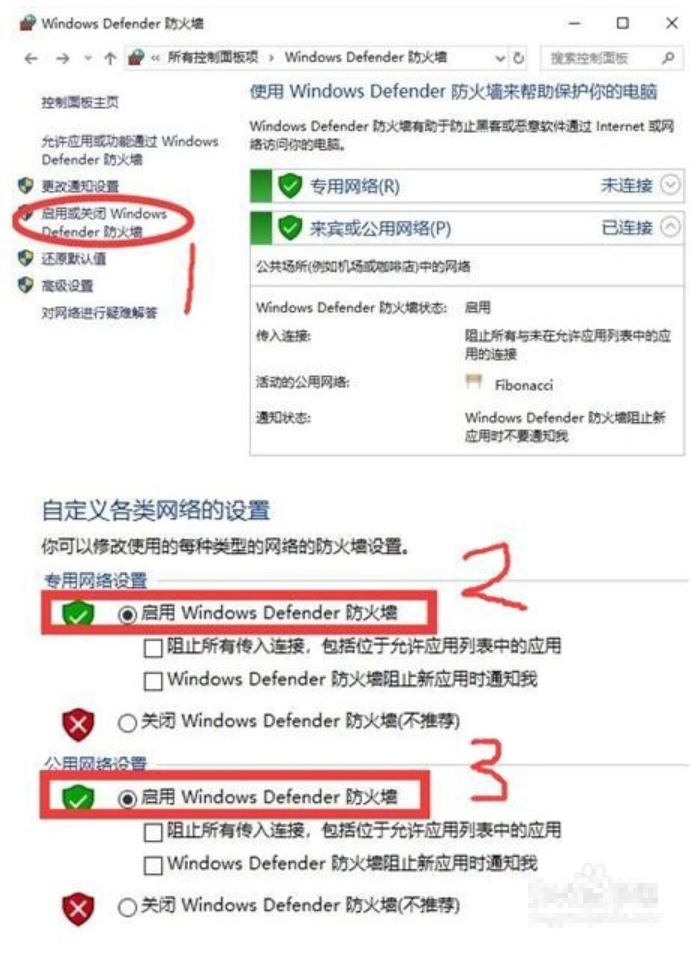 Windows Defender 防火墙
« 所有控制面板项 › Windows Defender 防火墙
搜索控制面板
控制面板主页
允许应用或功能通过 Windows
Defender 防火墙
更改通知设置
启用或关闭 Windows
Defender 防火墙
还原默认值
高级设置
对网络进行疑难解答
1
使用 Windows Defender 防火墙来帮助保护你的电脑
Windows Defender 防火墙有助于防止黑客或恶意软件通过 Internet 或网
络访问你的电脑。
专用网络(R) 未连接
来宾或公用网络(P) 已连接
公共场所(例如机场或咖啡店)中的网络
Windows Defender 防火墙状态: 启用
传入连接: 阻止所有与未在允许应用列表中的应
用的连接
活动的公用网络: Fibonacci
通知状态: Windows Defender 防火墙阻止新
应用时不要通知我
自定义各类网络的设置
你可以修改使用的每种类型的网络的防火墙设置。
2
专用网络设置
启用 Windows Defender 防火墙
阻止所有传入连接，包括位于允许应用列表中的应用
Windows Defender 防火墙阻止新应用时通知我
关闭 Windows Defender 防火墙(不推荐)
3
公用网络设置
启用 Windows Defender 防火墙
阻止所有传入连接，包括位于允许应用列表中的应用
Windows Defender 防火墙阻止新应用时通知我
关闭 Windows Defender 防火墙(不推荐)